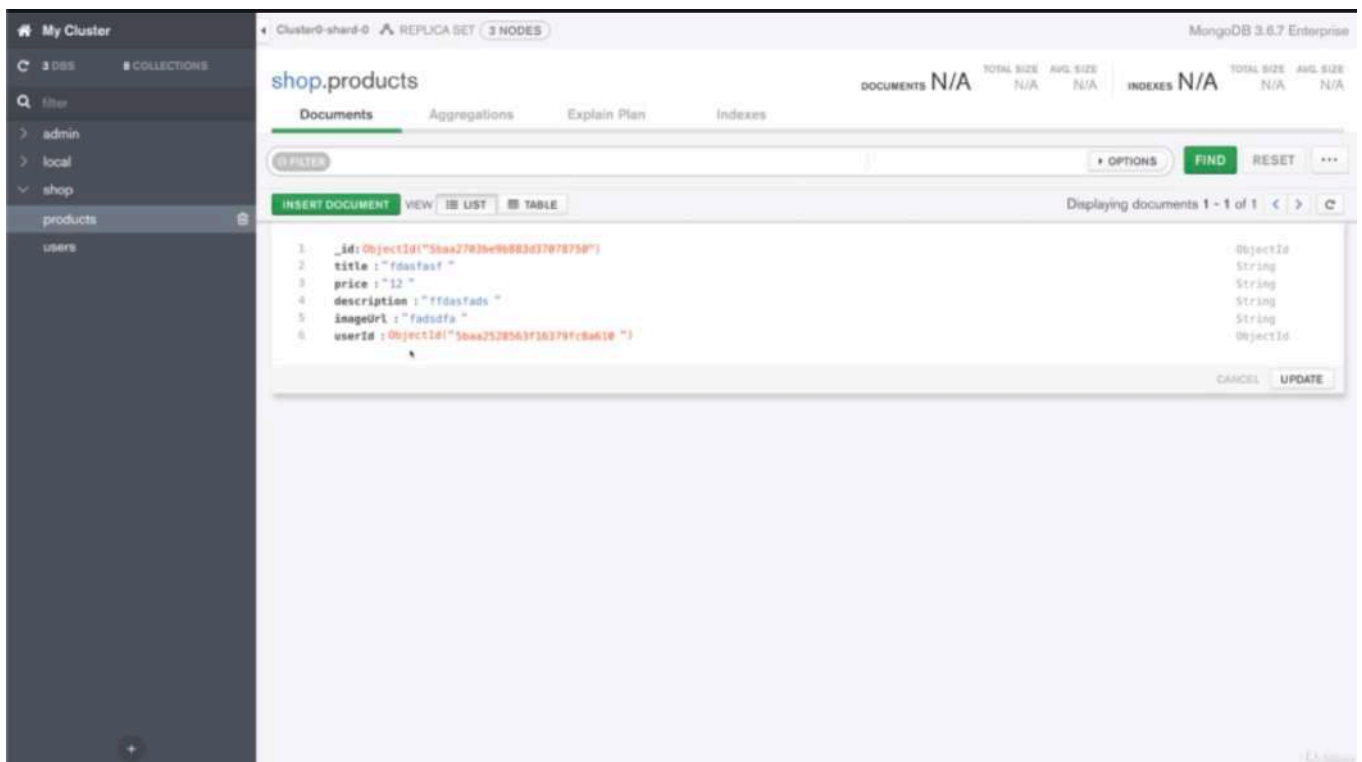 My Cluster
Cluster0-shard-0 REPLICA SET 3 NODES
MongoDB 3.6.7 Enterprise
3 DBS 8 COLLECTIONS
filter
admin
local
shop
products
users
shop.products
DOCUMENTS N/A TOTAL SIZE N/A AVG. SIZE N/A INDEXES N/A TOTAL SIZE N/A AVG. SIZE N/A
Documents Aggregations Explain Plan Indexes
FILTER OPTIONS FIND RESET ...
INSERT DOCUMENT VIEW LIST TABLE Displaying documents 1 - 1 of 1 < > 
1 _id:ObjectId("5baa2703be9b883d37078750") ObjectId
2 title :"fdasfasf " String
3 price :"12 " String
4 description :"ffdasfads " String
5 imageUrl :"fadsdfa " String
6 userId :ObjectId("5baa2528563f16379fc8a610 ") ObjectId
CANCEL UPDATE